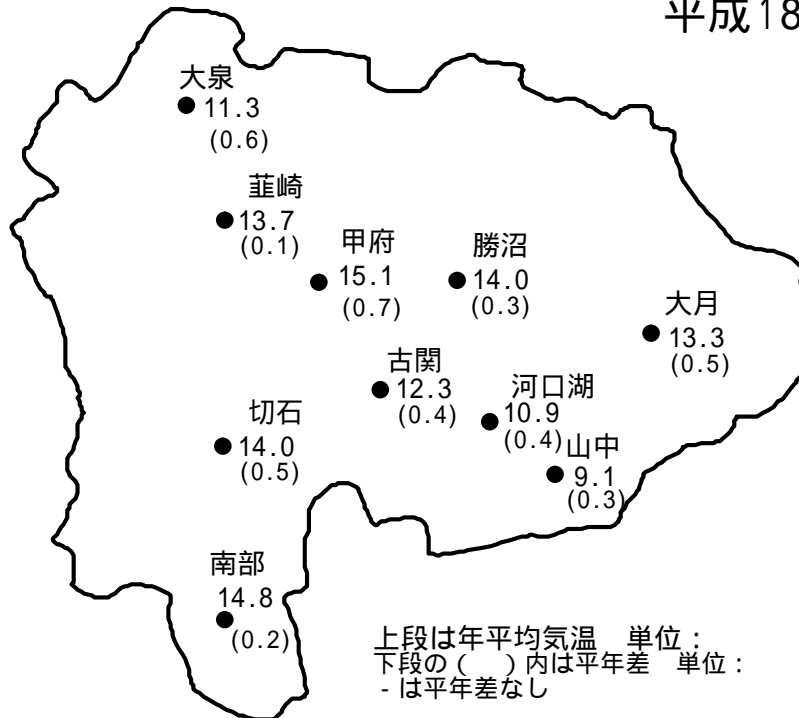 平成18
大泉
11.3
(0.6)
韮崎
13.7
(0.1)
甲府
15.1
(0.7)
勝沼
14.0
(0.3)
大月
13.3
(0.5)
古関
12.3
(0.4)
河口湖
10.9
(0.4)
山中
9.1
(0.3)
切石
14.0
(0.5)
南部
14.8
(0.2)
上段は年平均気温　単位：
下段の（　）内は平年差　単位：
- は平年差なし